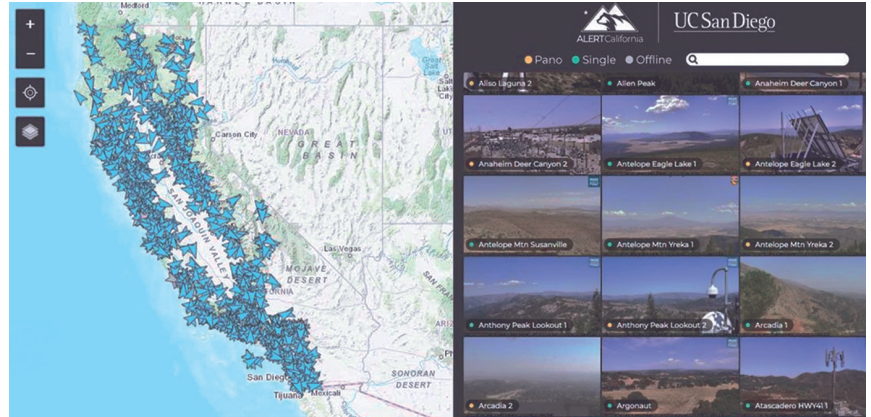 Medford
Carson City
NEVADA
GREAT
BASIN
SAN JOAQUIN VALLEY
Las Vegas
MOJAVE
DESERT
SONORAN
DESERT
San Diego
Tijuana
Mexicali
ALERTCalifornia
UC San Diego
Pano
Single
Offline
Aliso Laguna 2
Allen Peak
Anaheim Deer Canyon 1
Anaheim Deer Canyon 2
Antelope Eagle Lake 1
Antelope Eagle Lake 2
Antelope Mtn Susanville
Antelope Mtn Yreka 1
Antelope Mtn Yreka 2
Anthony Peak Lookout 1
Anthony Peak Lookout 2
Arcadia 1
Arcadia 2
Argonaut
Atascadero HWY41 1